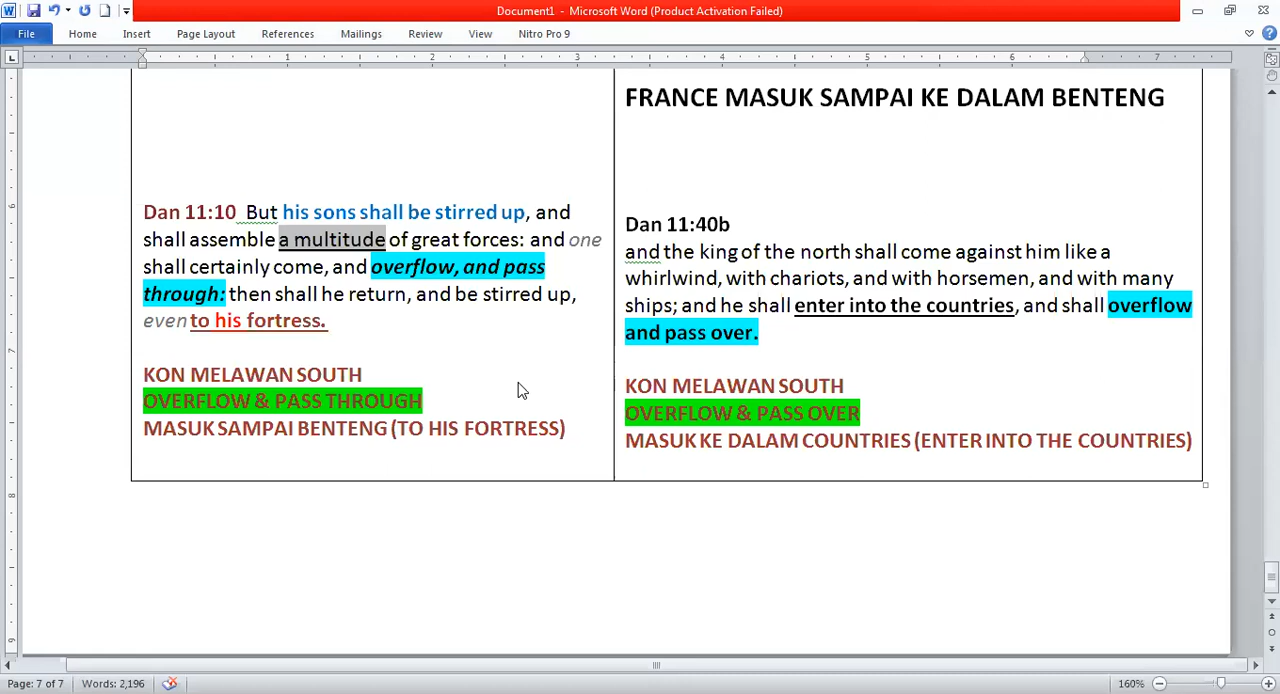 Document1 - Microsoft Word (Product Activation Failed)
File Home Insert Page Layout References Mailings Review View Nitro Pro 9
1 2 3 4 5 6 7
FRANCE MASUK SAMPAI KE DALAM BENTENG
Dan 11:10 But his sons shall be stirred up, and
shall assemble a multitude of great forces: and one
shall certainly come, and overflow, and pass
through: then shall he return, and be stirred up,
even to his fortress.
KON MELAWAN SOUTH
OVERFLOW & PASS THROUGH
MASUK SAMPAI BENTENG (TO HIS FORTRESS)
Dan 11:40b
and the king of the north shall come against him like a
whirlwind, with chariots, and with horsemen, and with many
ships; and he shall enter into the countries, and shall overflow
and pass over.
KON MELAWAN SOUTH
OVERFLOW & PASS OVER
MASUK KE DALAM COUNTRIES (ENTER INTO THE COUNTRIES)
Page: 7 of 7 Words: 2,196 160%